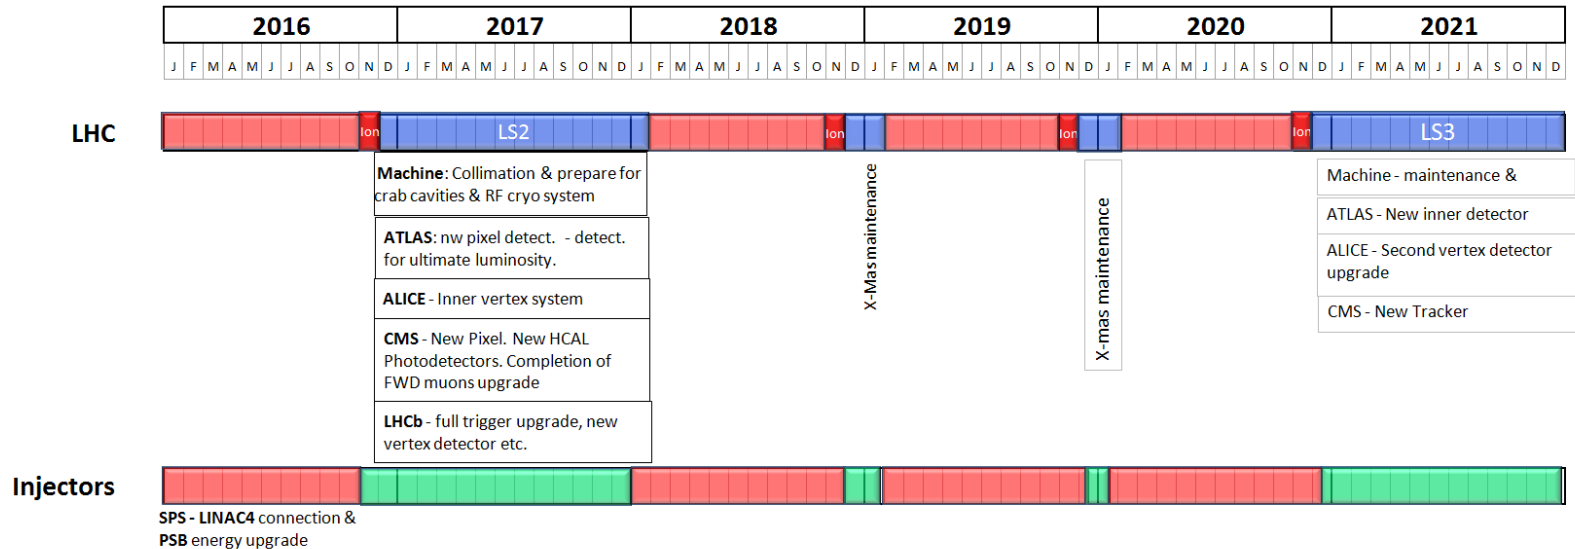 2016 2017 2018 2019 2020 2021
J F M A M J J A S O N D J F M A M J J A S O N D J F M A M J J A S O N D J F M A M J J A S O N D J F M A M J J A S O N D J F M A M J J A S O N D
LHC Ion LS2 Ion Ion Ion LS3
Machine: Collimation & prepare for
crab cavities & RF cryo system
ATLAS: nw pixel detect. - detect.
for ultimate luminosity.
ALICE - Inner vertex system
CMS - New Pixel. New HCAL
Photodetectors. Completion of
FWD muons upgrade
LHCb - full trigger upgrade, new
vertex detector etc.
X-Mas maintenance
X-mas maintenance
Machine - maintenance &
ATLAS - New inner detector
ALICE - Second vertex detector
upgrade
CMS - New Tracker
Injectors
SPS - LINAC4 connection &
PSB energy upgrade